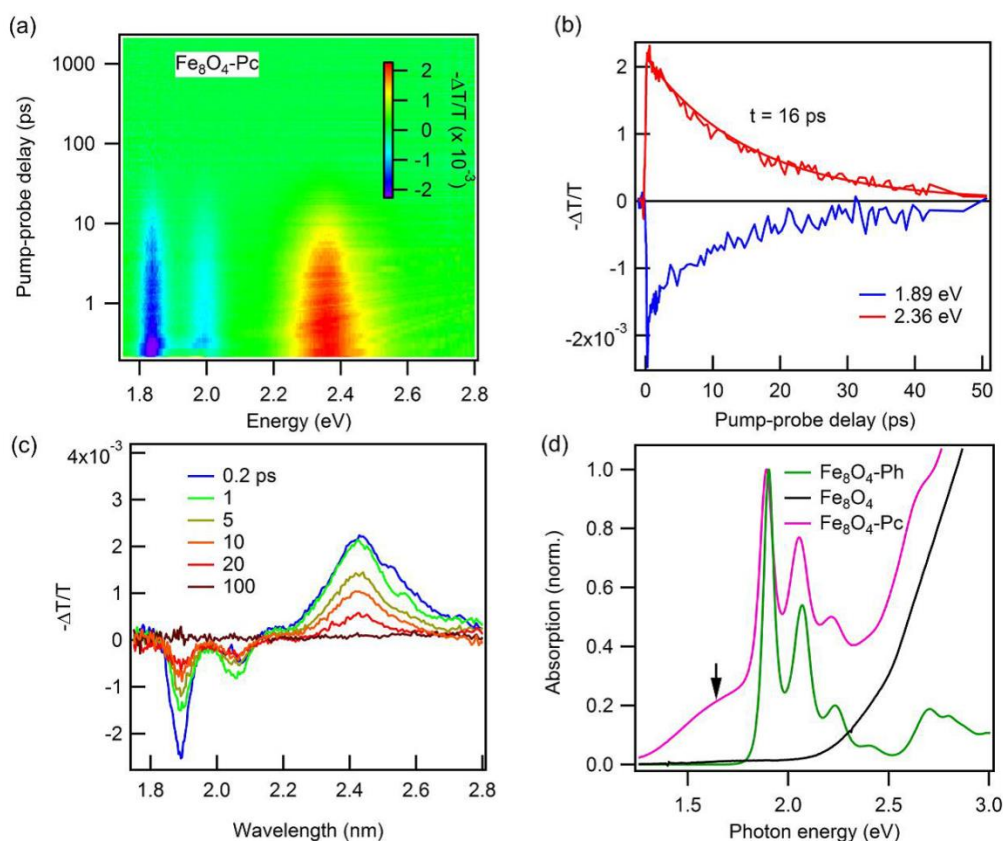 (a)
Fe₈O₄-Pc
Pump-probe delay (ps)
1000
100
10
1
1.8 2.0 2.2 2.4 2.6 2.8
Energy (eV)
2
1
0
-1
-2
-ΔT/T (x 10⁻³)
(b)
-ΔT/T
2
1
0
-1
-2x10⁻³
t = 16 ps
1.89 eV
2.36 eV
0 10 20 30 40 50
Pump-probe delay (ps)
(c)
-ΔT/T
4x10⁻³
3
2
1
0
-1
-2
0.2 ps
1
5
10
20
100
1.8 2.0 2.2 2.4 2.6 2.8
Wavelength (nm)
(d)
Absorption (norm.)
1.0
0.8
0.6
0.4
0.2
0.0
Fe₈O₄-Ph
Fe₈O₄
Fe₈O₄-Pc
1.5 2.0 2.5 3.0
Photon energy (eV)